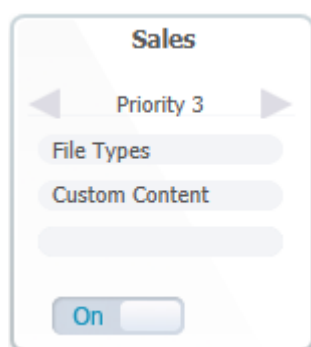 Sales
Priority 3
File Types
Custom Content
On